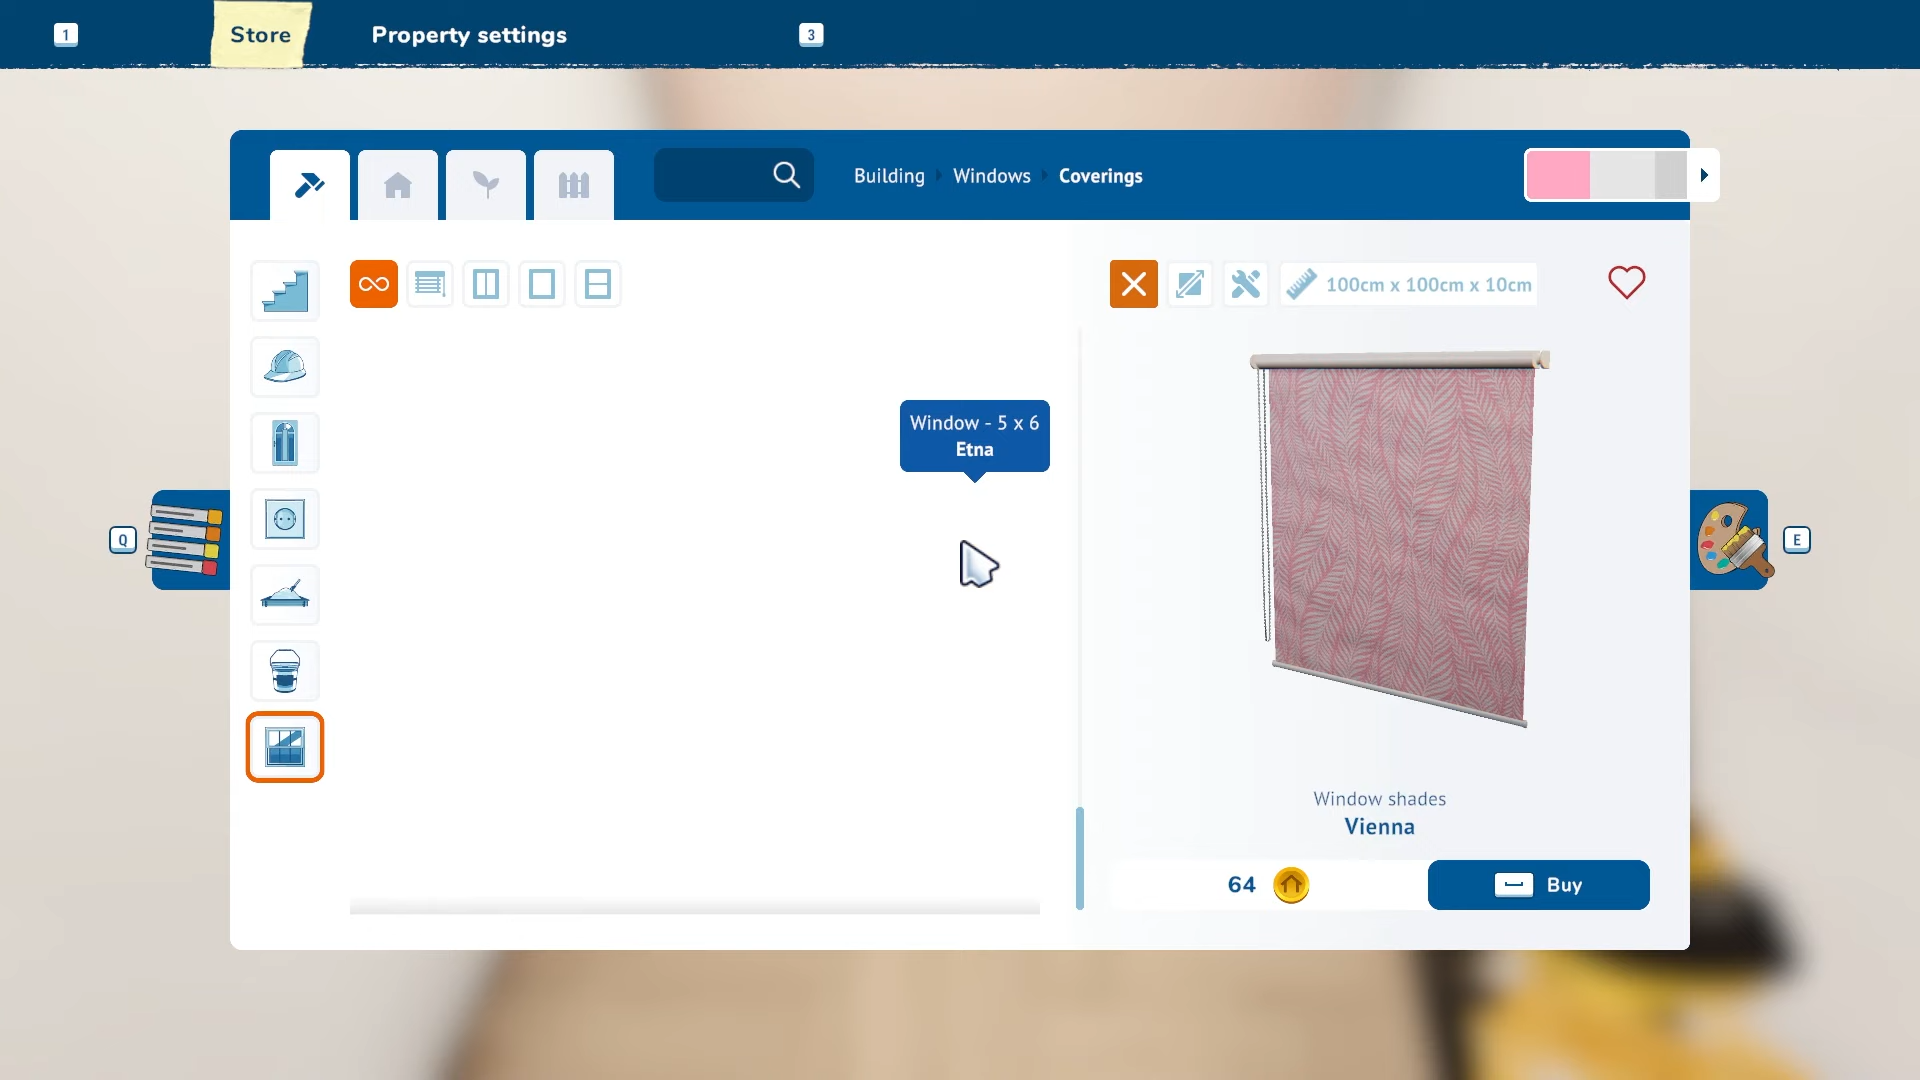 1
Store
Property settings
3
Building
Windows
Coverings
100cm x 100cm x 10cm
Window - 5 x 6
Etna
Q
E
Window shades
Vienna
64
Buy